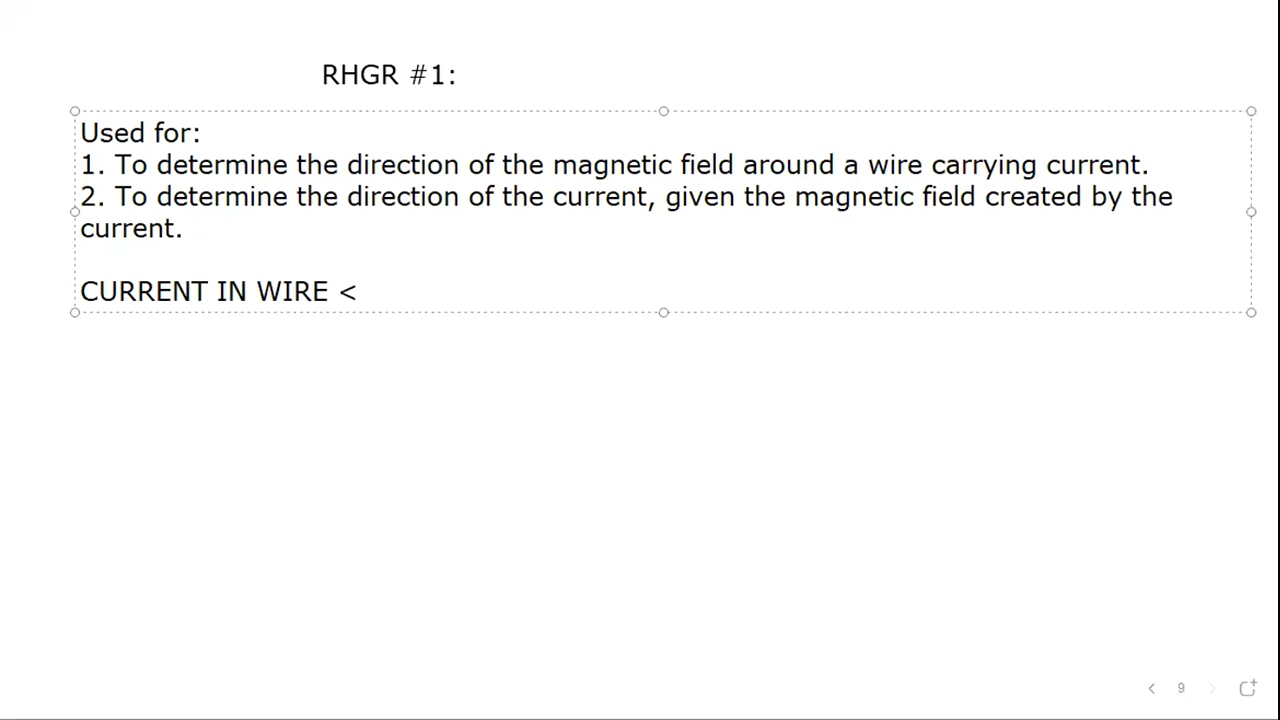 RHGR #1:
Used for:
1. To determine the direction of the magnetic field around a wire carrying current.
2. To determine the direction of the current, given the magnetic field created by the
current.
CURRENT IN WIRE <
9